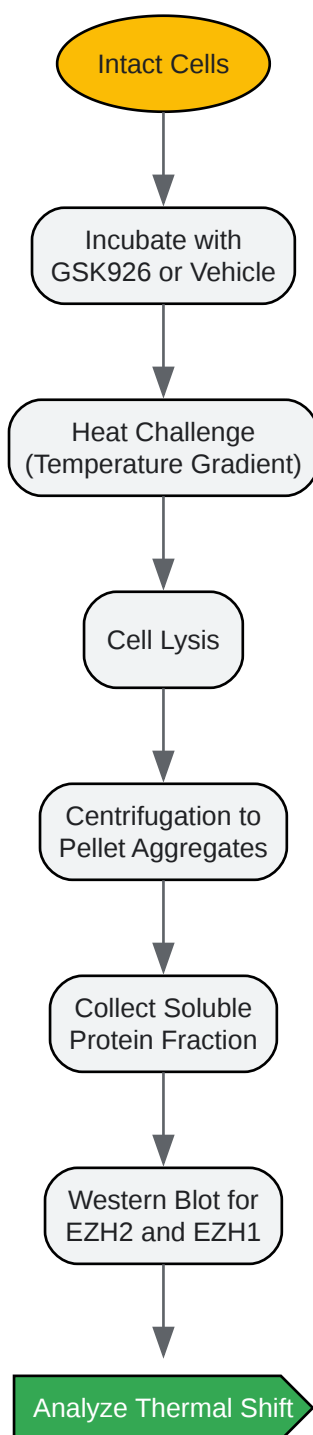 Intact Cells
Incubate with
GSK926 or Vehicle
Heat Challenge
(Temperature Gradient)
Cell Lysis
Centrifugation to
Pellet Aggregates
Collect Soluble
Protein Fraction
Western Blot for
EZH2 and EZH1
Analyze Thermal Shift